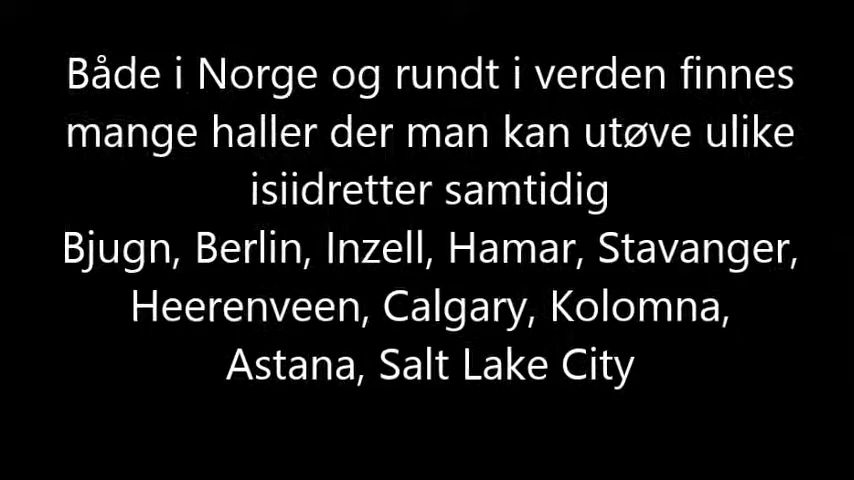 Både i Norge og rundt i verden finnes
mange haller der man kan utøve ulike
isiidretter samtidig
Bjugn, Berlin, Inzell, Hamar, Stavanger,
Heerenveen, Calgary, Kolomna,
Astana, Salt Lake City